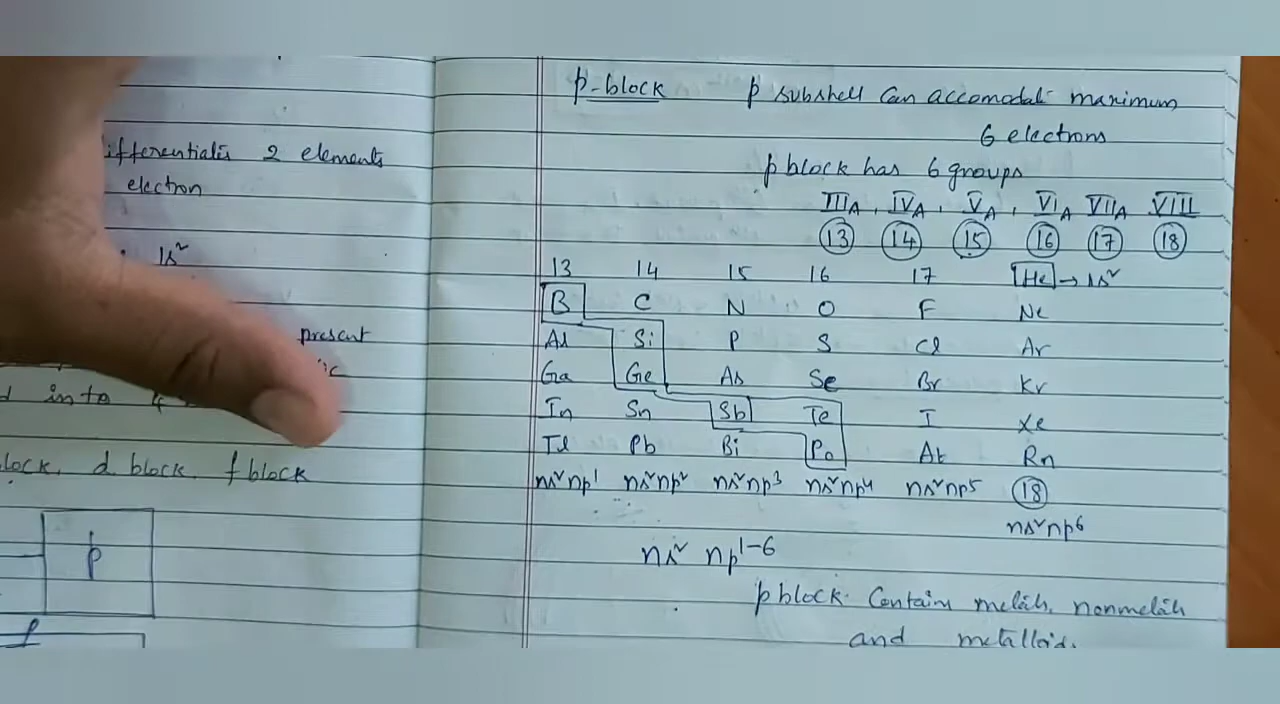 ifferentiatis 2 elements
electron
1s²
present
ic
d into 4
lock, d block, f block
p
f
p-block p subshell Can accomodate maximum
6 electrons
p block has 6 groups
IIIA, IVA, VA, VIA VIIA VIII
13 14 15 16 17 18
13 14 15 16 17 He → 1s²
B C N O F Ne
Al Si P S Cl Ar
Ga Ge As Se Br Kr
In Sn Sb Te I Xe
Tl Pb Bi Po At Rn
ns²np¹ ns²np² ns²np³ ns²np⁴ ns²np⁵ 18
ns²np⁶
ns² np¹⁻⁶
p block Contain metals, nonmetals
and metalloids.